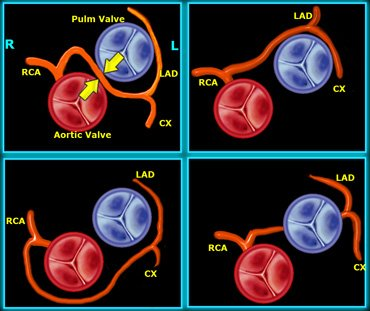 Pulm Valve
R
L
RCA
LAD
Aortic Valve
CX
LAD
RCA
CX
LAD
RCA
CX
LAD
RCA
CX